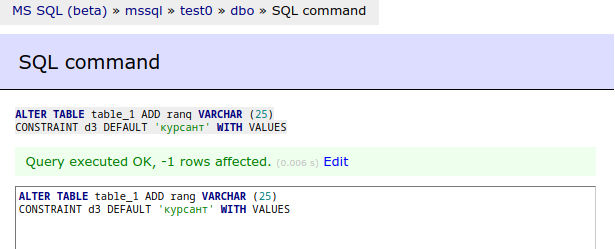 MS SQL (beta) » mssql » test0 » dbo » SQL command
SQL command
ALTER TABLE table_1 ADD rang VARCHAR (25)
CONSTRAINT d3 DEFAULT 'курсант' WITH VALUES
Query executed OK, -1 rows affected. (0.006 s) Edit
ALTER TABLE table_1 ADD rang VARCHAR (25)
CONSTRAINT d3 DEFAULT 'курсант' WITH VALUES